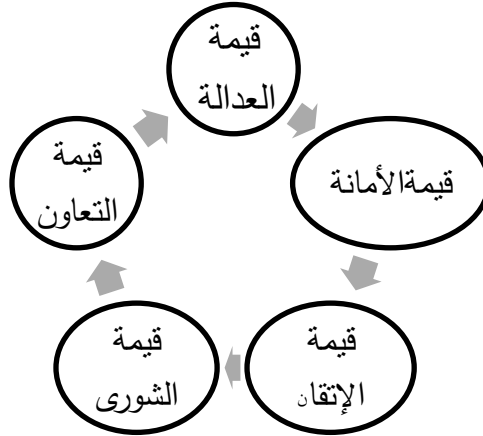 قيمة
العدالة
قيمةالأمانة
قيمة
الإتقان
قيمة
الشورى
قيمة
التعاون